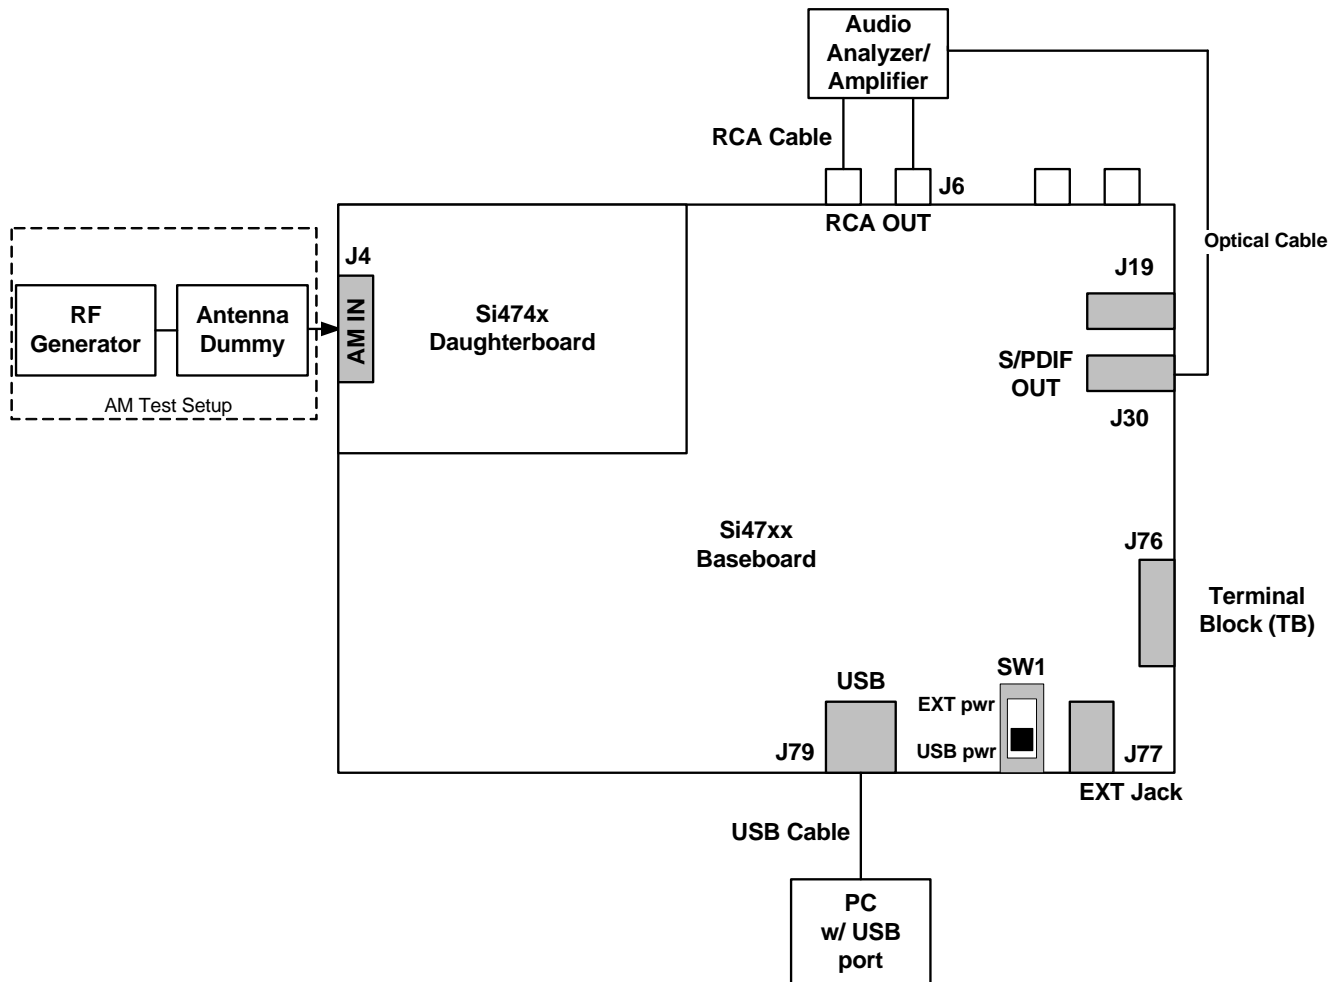 Audio
Analyzer/
Amplifier
RCA Cable
J6
RCA OUT
Optical Cable
J4
J19
RF
Generator
Antenna
Dummy
AM IN
Si474x
Daughterboard
S/PDIF
OUT
J30
AM Test Setup
Si47xx
Baseboard
J76
Terminal
Block (TB)
SW1
USB
EXT pwr
USB pwr
J79
J77
EXT Jack
USB Cable
PC
w/ USB
port